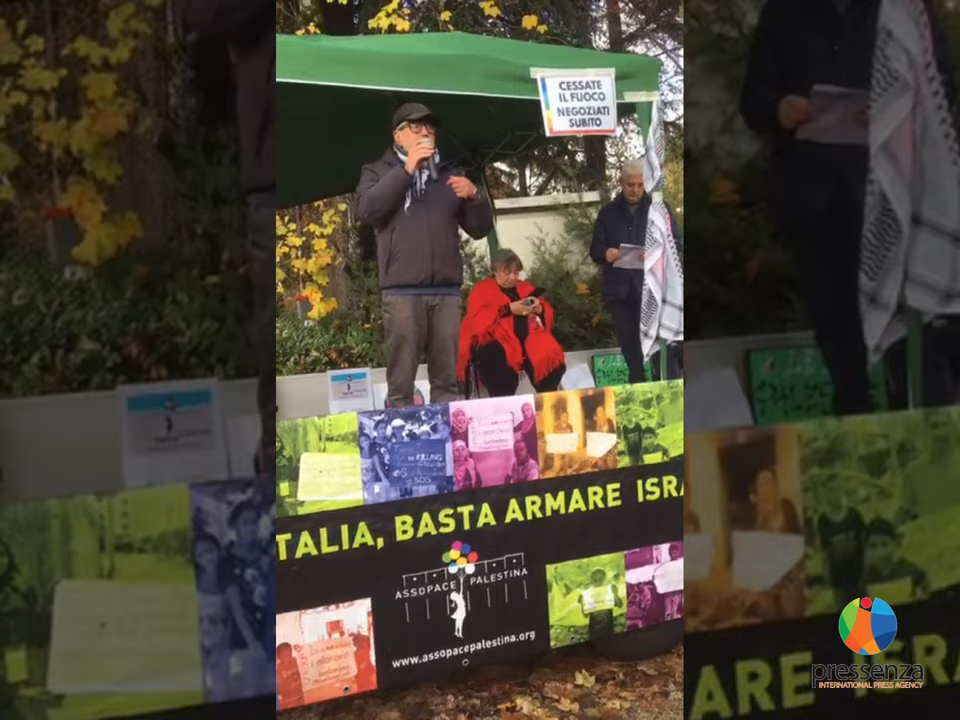 CESSATE
IL FUOCO
NEGOZIATI
SUBITO
TALIA, BASTA ARMARE ISRA
ASSOPACE PALESTINA
www.assopacepalestina.org
ARE ISRA
pressenza
INTERNATIONAL PRESS AGENCY